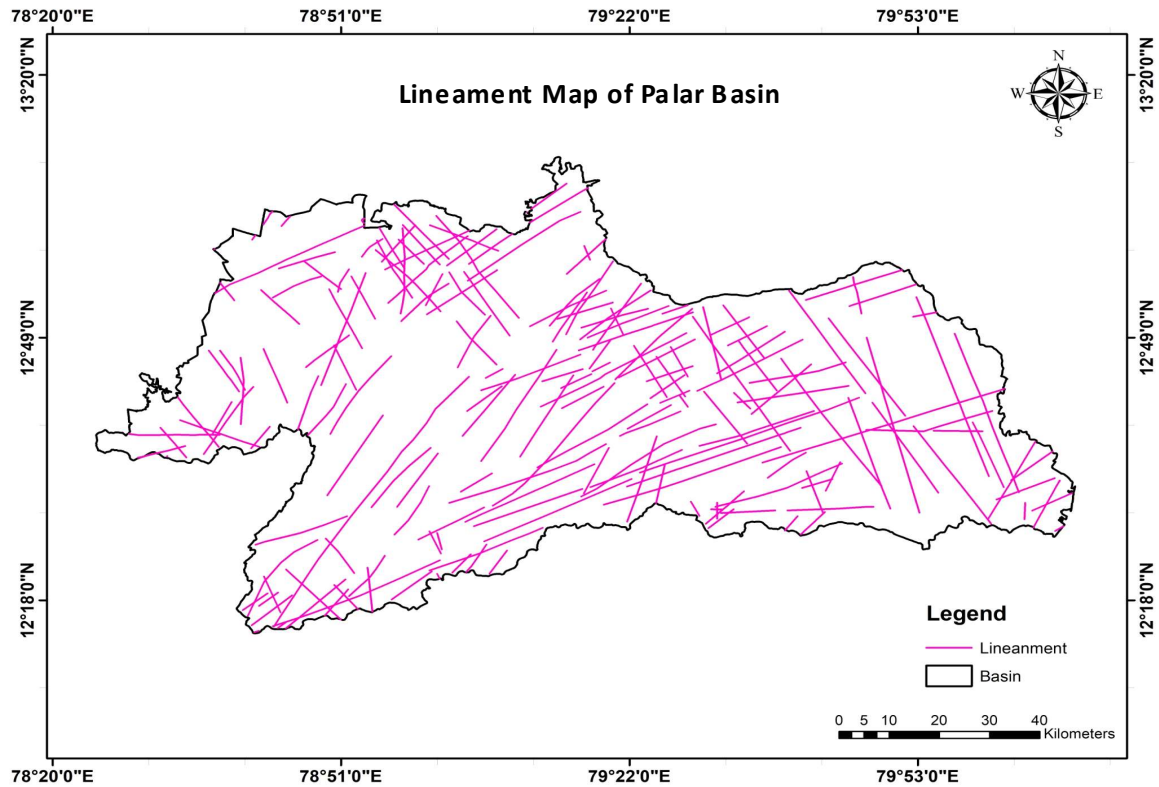 78°20'0"E 78°51'0"E 79°22'0"E 79°53'0"E
13°20'0"N 13°20'0"N
Lineament Map of Palar Basin
N
W E
S
12°49'0"N 12°49'0"N
12°18'0"N 12°18'0"N
Legend
Lineanment
Basin
0 5 10 20 30 40
Kilometers
78°20'0"E 78°51'0"E 79°22'0"E 79°53'0"E